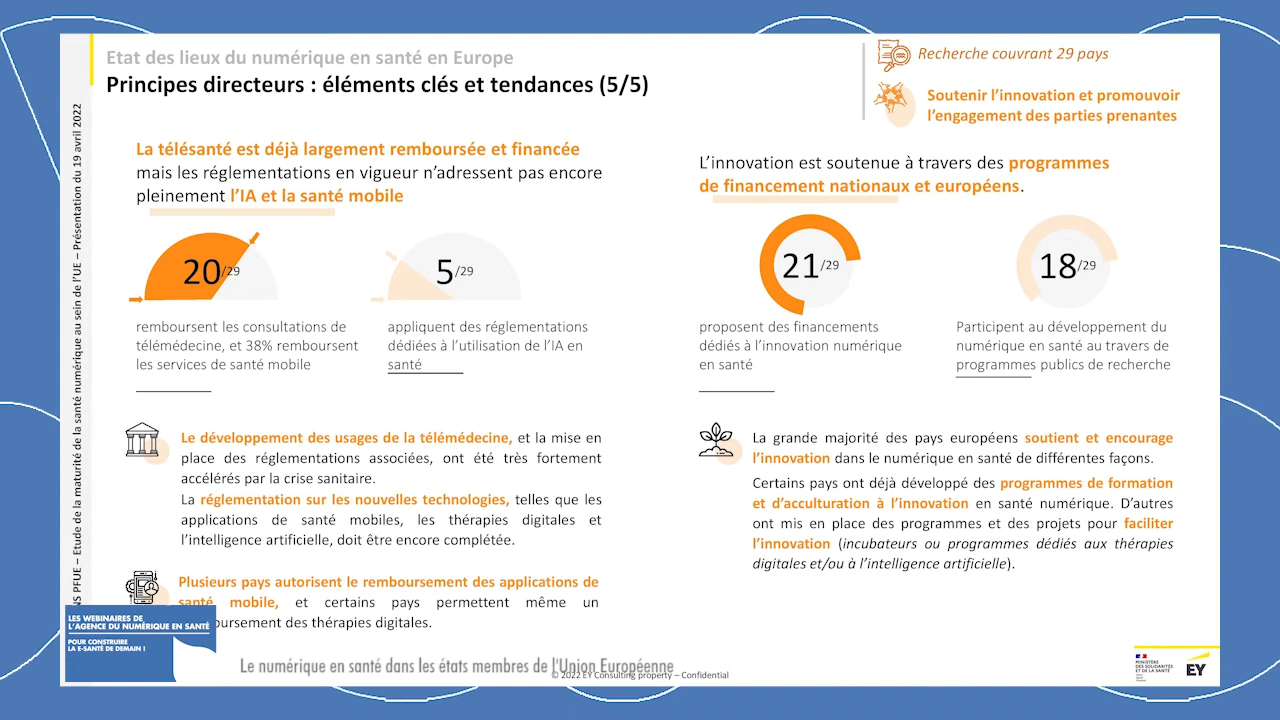 Etat des lieux du numérique en santé en Europe
Principes directeurs : éléments clés et tendances (5/5)
Recherche couvrant 29 pays
Soutenir l'innovation et promouvoir
l'engagement des parties prenantes
NS PFUE – Etude de la maturité de la santé numérique au sein de l'UE – Présentation du 19 avril 2022
La télésanté est déjà largement remboursée et financée
mais les réglementations en vigueur n'adressent pas encore
pleinement l'IA et la santé mobile
20/29
remboursent les consultations de
télémédecine, et 38% remboursent
les services de santé mobile
5/29
appliquent des réglementations
dédiées à l'utilisation de l'IA en
santé
Le développement des usages de la télémédecine, et la mise en
place des réglementations associées, ont été très fortement
accélérés par la crise sanitaire.
La réglementation sur les nouvelles technologies, telles que les
applications de santé mobiles, les thérapies digitales et
l'intelligence artificielle, doit être encore complétée.
Plusieurs pays autorisent le remboursement des applications de
santé mobile, et certains pays permettent même un
boursement des thérapies digitales.
L'innovation est soutenue à travers des programmes
de financement nationaux et européens.
21/29
proposent des financements
dédiés à l'innovation numérique
en santé
18/29
Participent au développement du
numérique en santé au travers de
programmes publics de recherche
La grande majorité des pays européens soutient et encourage
l'innovation dans le numérique en santé de différentes façons.
Certains pays ont déjà développé des programmes de formation
et d'acculturation à l'innovation en santé numérique. D'autres
ont mis en place des programmes et des projets pour faciliter
l'innovation (incubateurs ou programmes dédiés aux thérapies
digitales et/ou à l'intelligence artificielle).
LES WEBINAIRES DE
L'AGENCE DU NUMÉRIQUE EN SANTÉ
POUR CONSTRUIRE
LA E-SANTÉ DE DEMAIN !
Le numérique en santé dans les états membres de l'Union Européenne
© 2022 EY Consulting property – Confidential
MINISTÈRE
DES SOLIDARITÉS
ET DE LA SANTÉ
EY